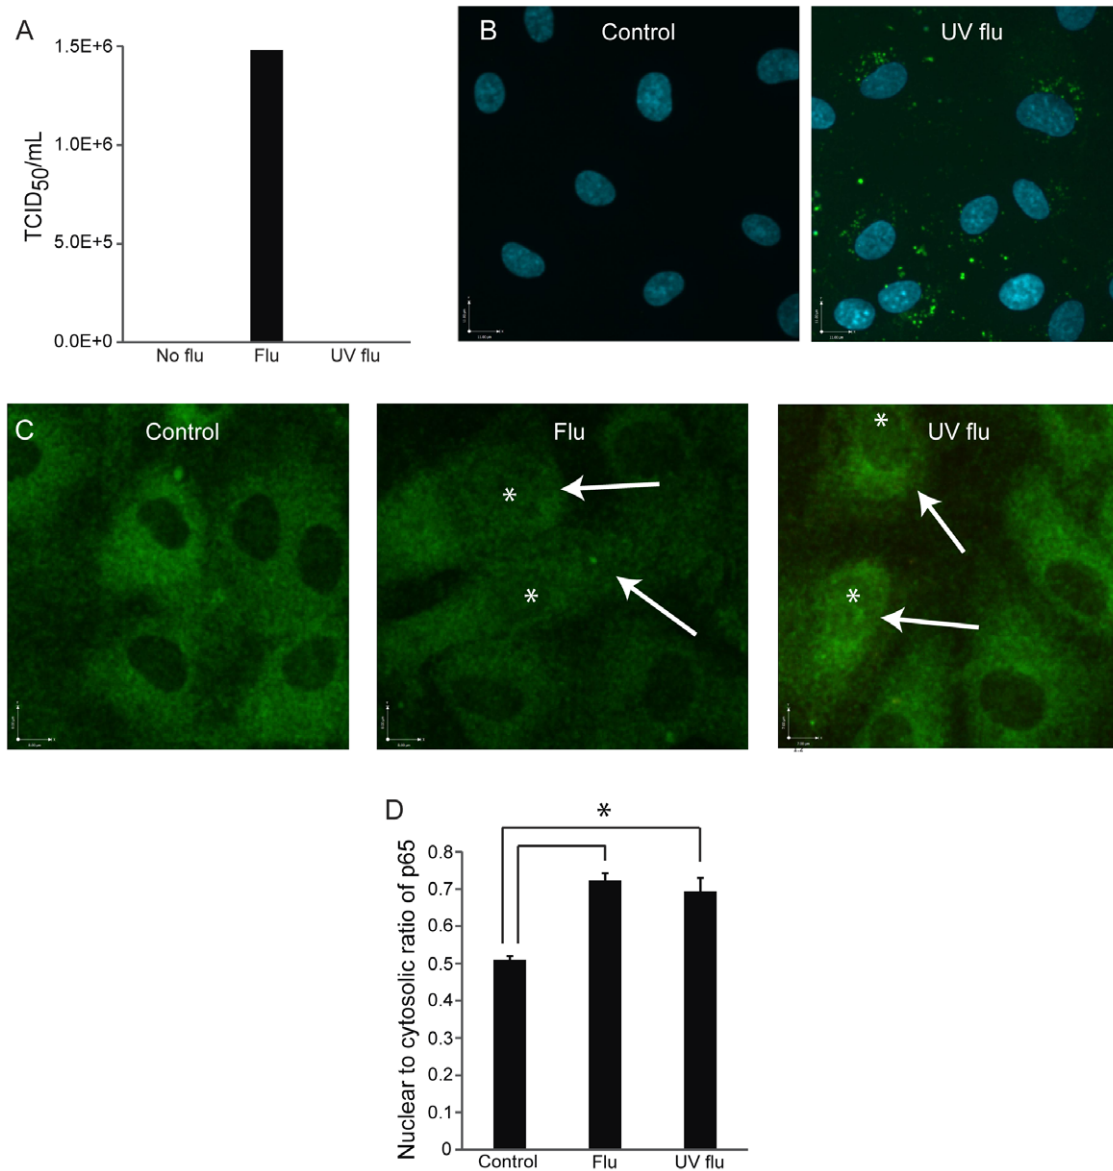 A
1.5E+6
1.0E+6
5.0E+5
0.0E+0
TCID50/mL
No flu Flu UV flu
B
Control
UV flu
C
Control
Flu
*
*
UV flu
*
*
D
*
Nuclear to cytosolic ratio of p65
0.8
0.7
0.6
0.5
0.4
0.3
0.2
0.1
0
Control Flu UV flu